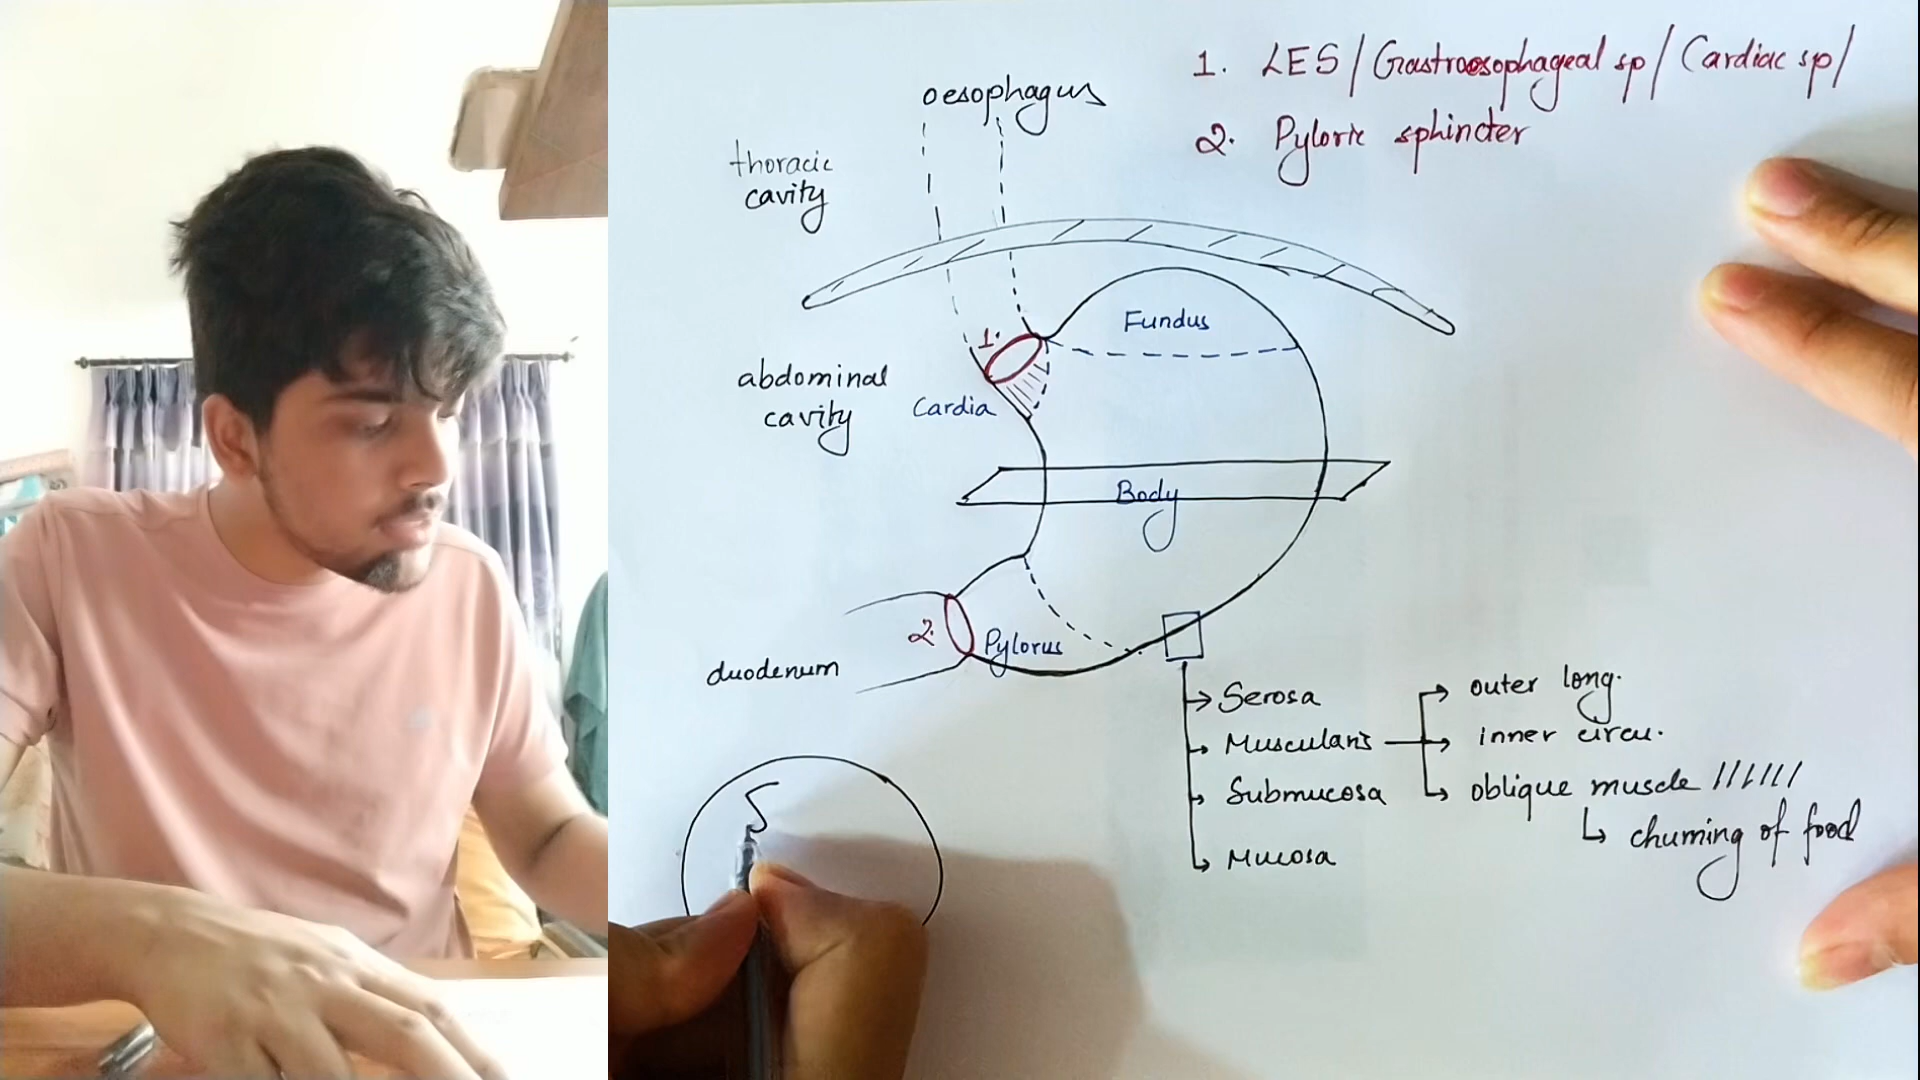 1. LES/Gastroesophageal sp/Cardiac sp/
2. Pyloric sphincter
oesophagus
thoracic
cavity
1.
Fundus
abdominal
cavity
Cardia
Body
2.
Pylorus
duodenum
Serosa
Muscularis
Submucosa
Mucosa
outer long.
inner circu.
oblique muscle //////
churning of food